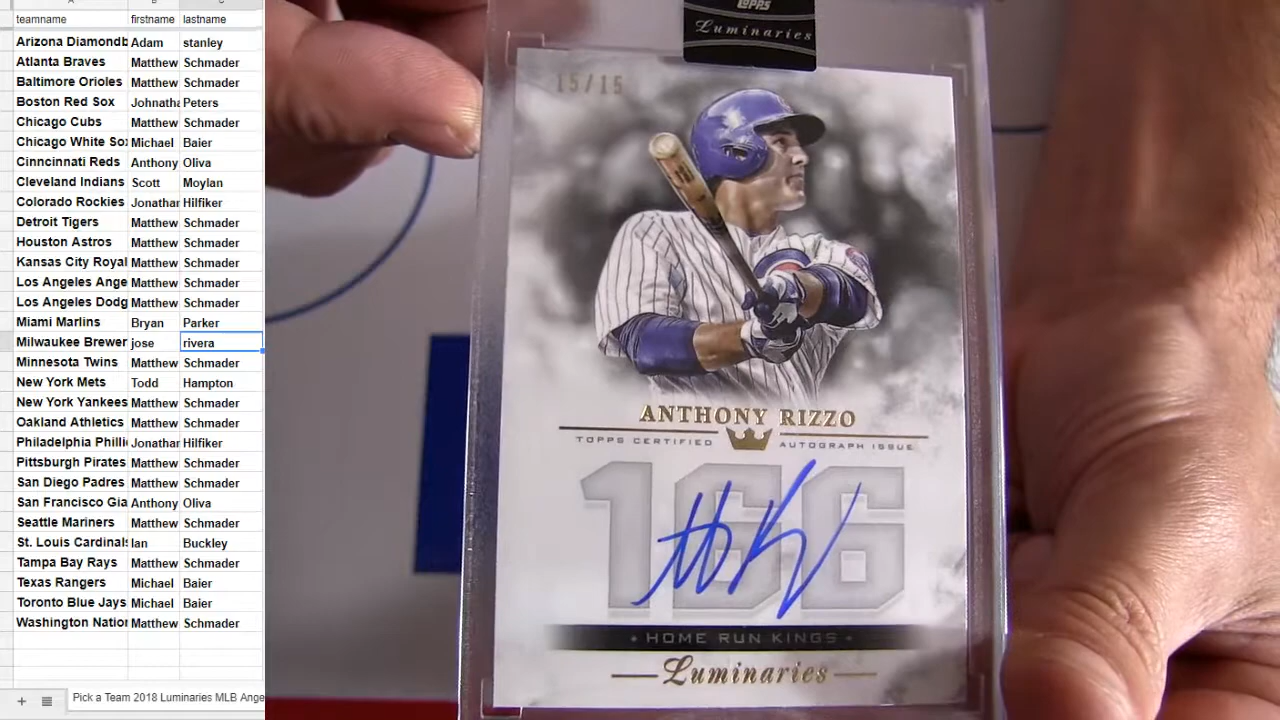 teamname firstname lastname
Arizona Diamondb Adam stanley
Atlanta Braves Matthew Schmader
Baltimore Orioles Matthew Schmader
Boston Red Sox Johnatha Peters
Chicago Cubs Matthew Schmader
Chicago White Sox Michael Baier
Cinncinnati Reds Anthony Oliva
Cleveland Indians Scott Moylan
Colorado Rockies Jonathan Hilfiker
Detroit Tigers Matthew Schmader
Houston Astros Matthew Schmader
Kansas City Royal Matthew Schmader
Los Angeles Ange Matthew Schmader
Los Angeles Dodg Matthew Schmader
Miami Marlins Bryan Parker
Milwaukee Brewer jose rivera
Minnesota Twins Matthew Schmader
New York Mets Todd Hampton
New York Yankees Matthew Schmader
Oakland Athletics Matthew Schmader
Philadelphia Phillie Jonathan Hilfiker
Pittsburgh Pirates Matthew Schmader
San Diego Padres Matthew Schmader
San Francisco Gia Anthony Oliva
Seattle Mariners Matthew Schmader
St. Louis Cardinals Ian Buckley
Tampa Bay Rays Matthew Schmader
Texas Rangers Michael Baier
Toronto Blue Jays Michael Baier
Washington Nation Matthew Schmader
Pick a Team 2018 Luminaries MLB Ange
TOPPS
Luminaries
15/15
ANTHONY RIZZO
TOPPS CERTIFIED AUTOGRAPH ISSUE
166
• HOME RUN KINGS •
Luminaries